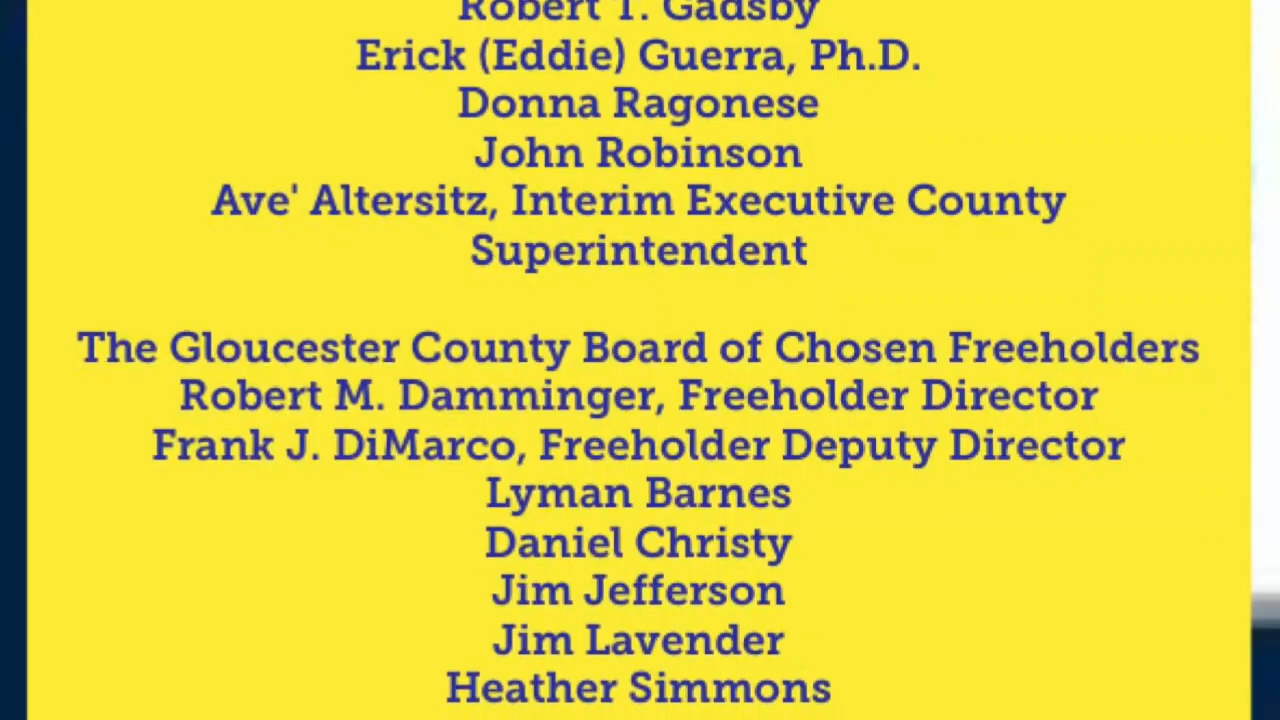 Robert T. Gadsby
Erick (Eddie) Guerra, Ph.D.
Donna Ragonese
John Robinson
Ave' Altersitz, Interim Executive County
Superintendent
The Gloucester County Board of Chosen Freeholders
Robert M. Damminger, Freeholder Director
Frank J. DiMarco, Freeholder Deputy Director
Lyman Barnes
Daniel Christy
Jim Jefferson
Jim Lavender
Heather Simmons